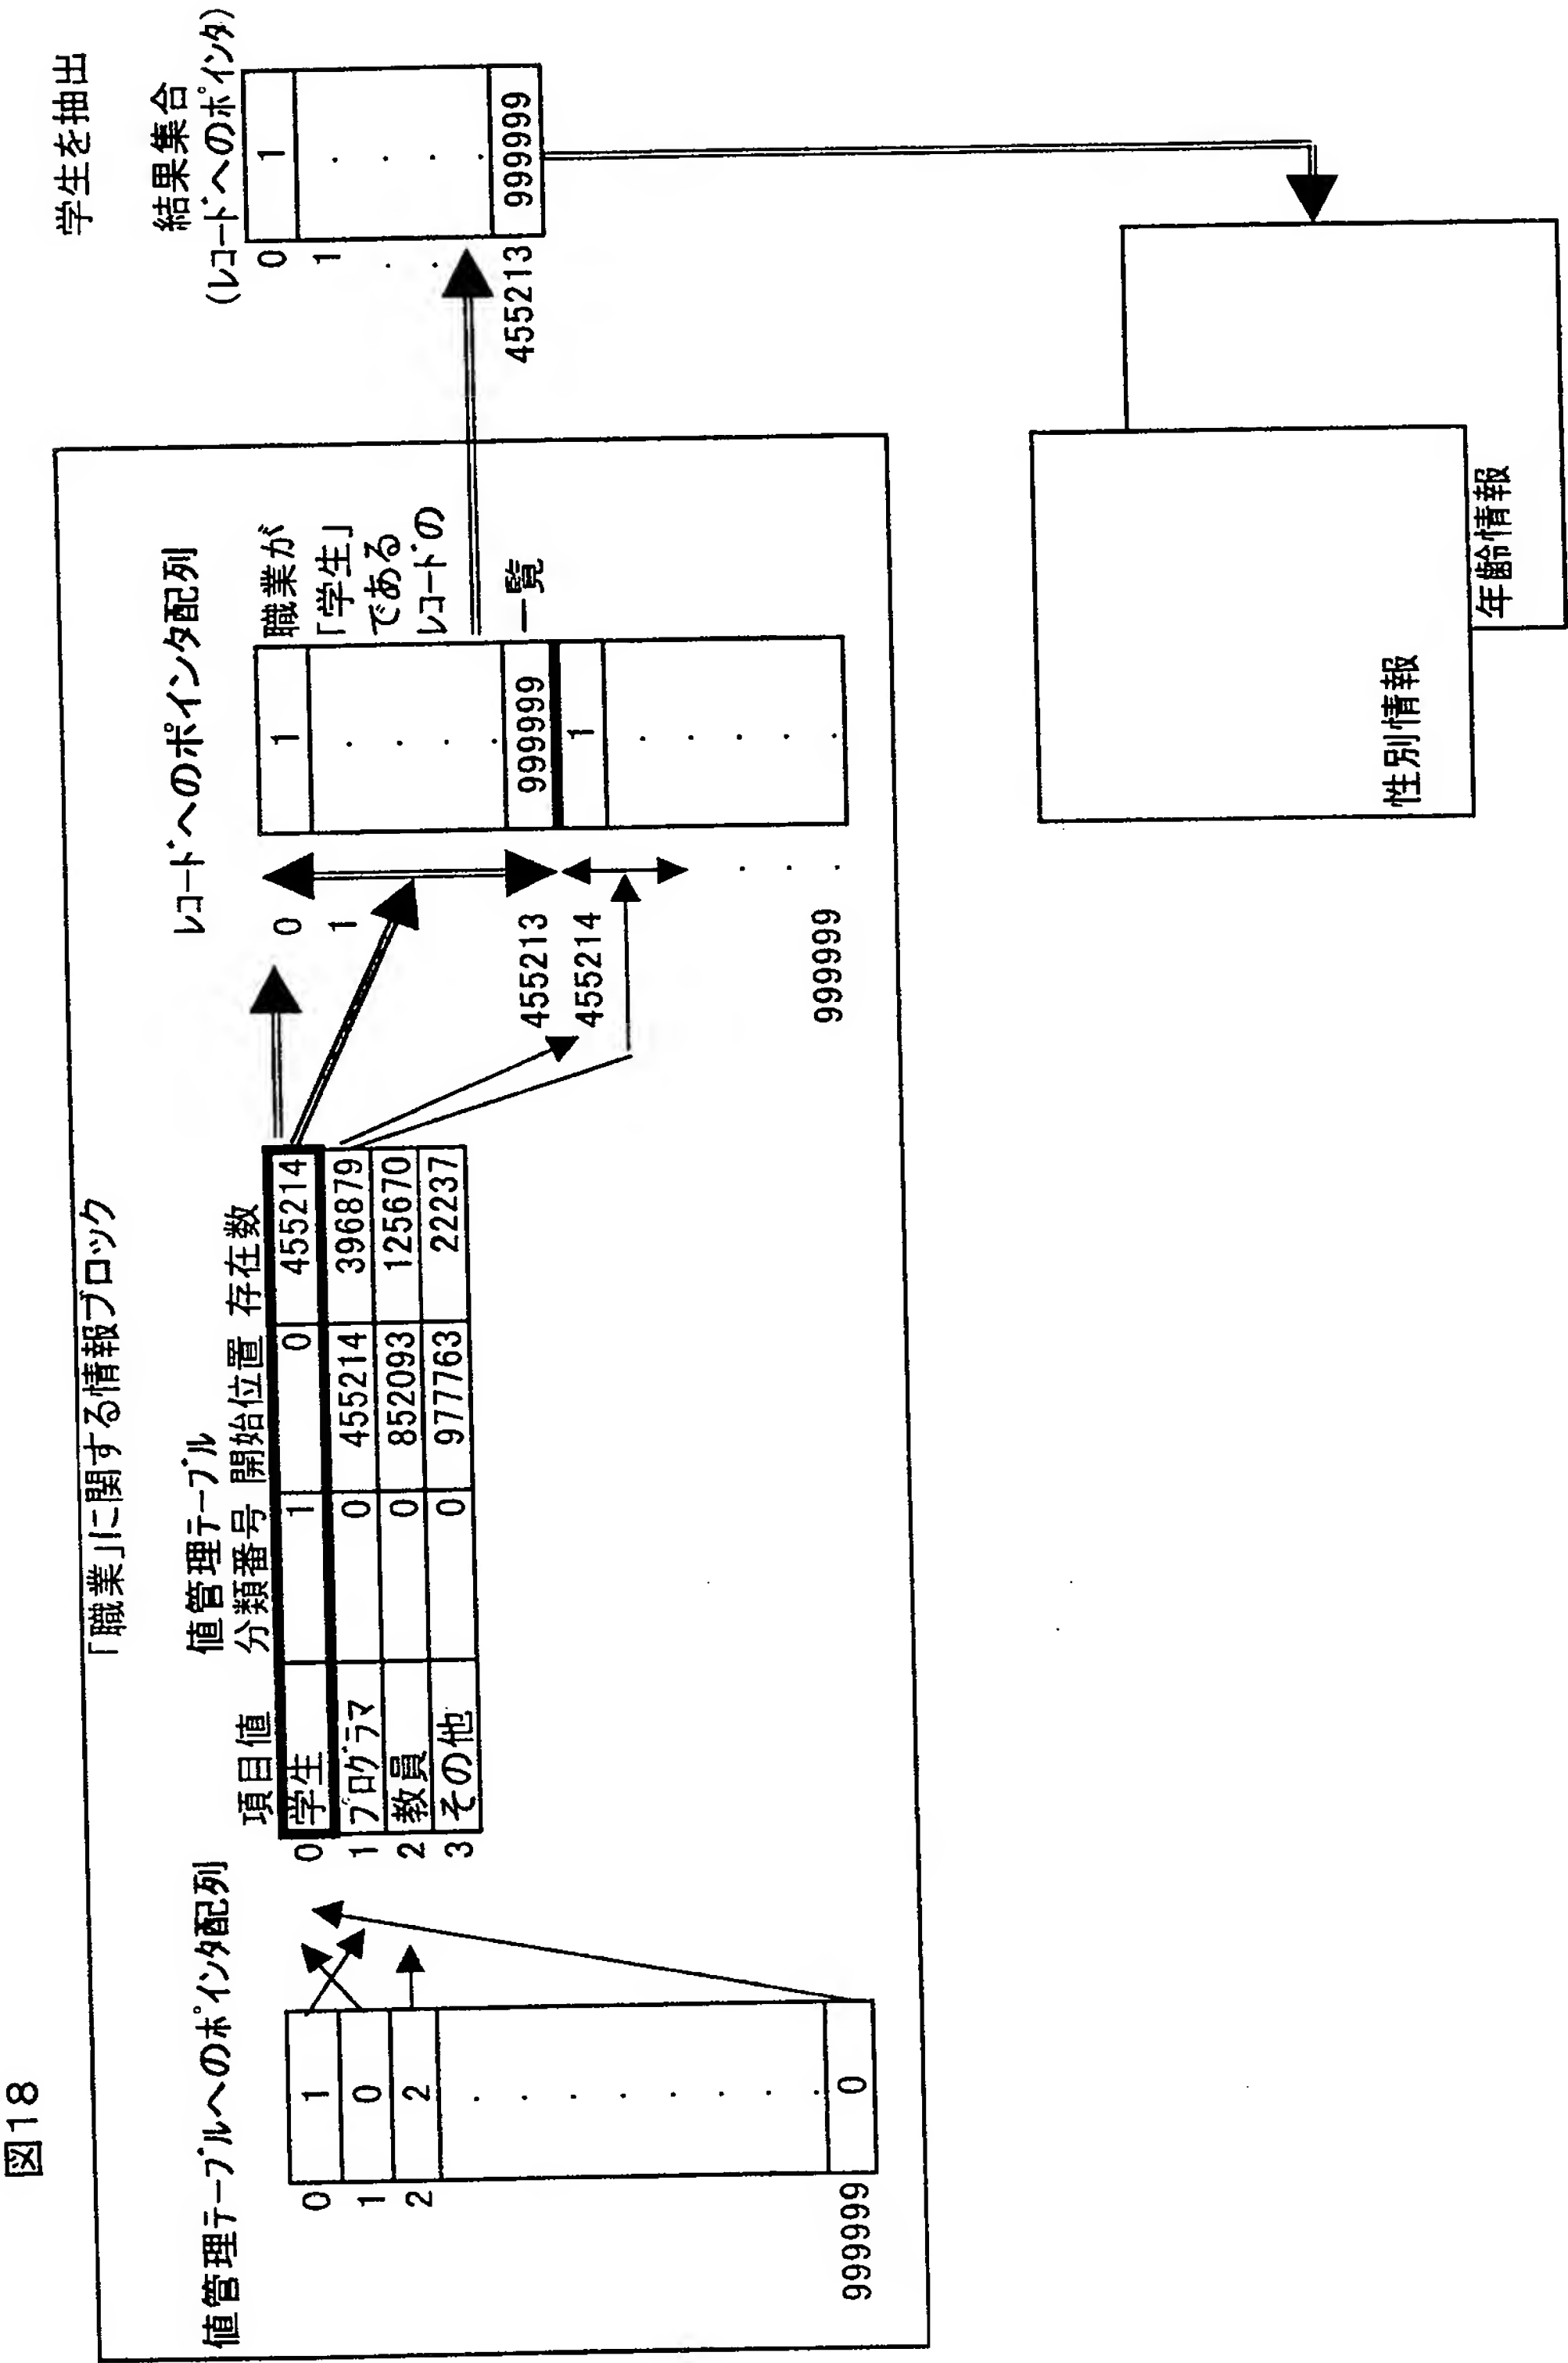 図18
「職業」に関する情報ブロック
学生を抽出
値管理テーブルへのポインタ配列
0 1
1 0
2 2
999999 0
値管理テーブル
項目値 分類番号 開始位置 存在数
0 学生 1 0 455214
1 プログラマ 0 455214 396879
2 教員 0 852093 125670
3 その他 0 977763 22237
レコードへのポインタ配列
0 1
1
455213 999999
455214 1
999999
職業が
「学生」
である
レコードの
一覧
結果集合
(レコードへのポインタ)
0 1
1
455213 999999
性別情報
年齢情報